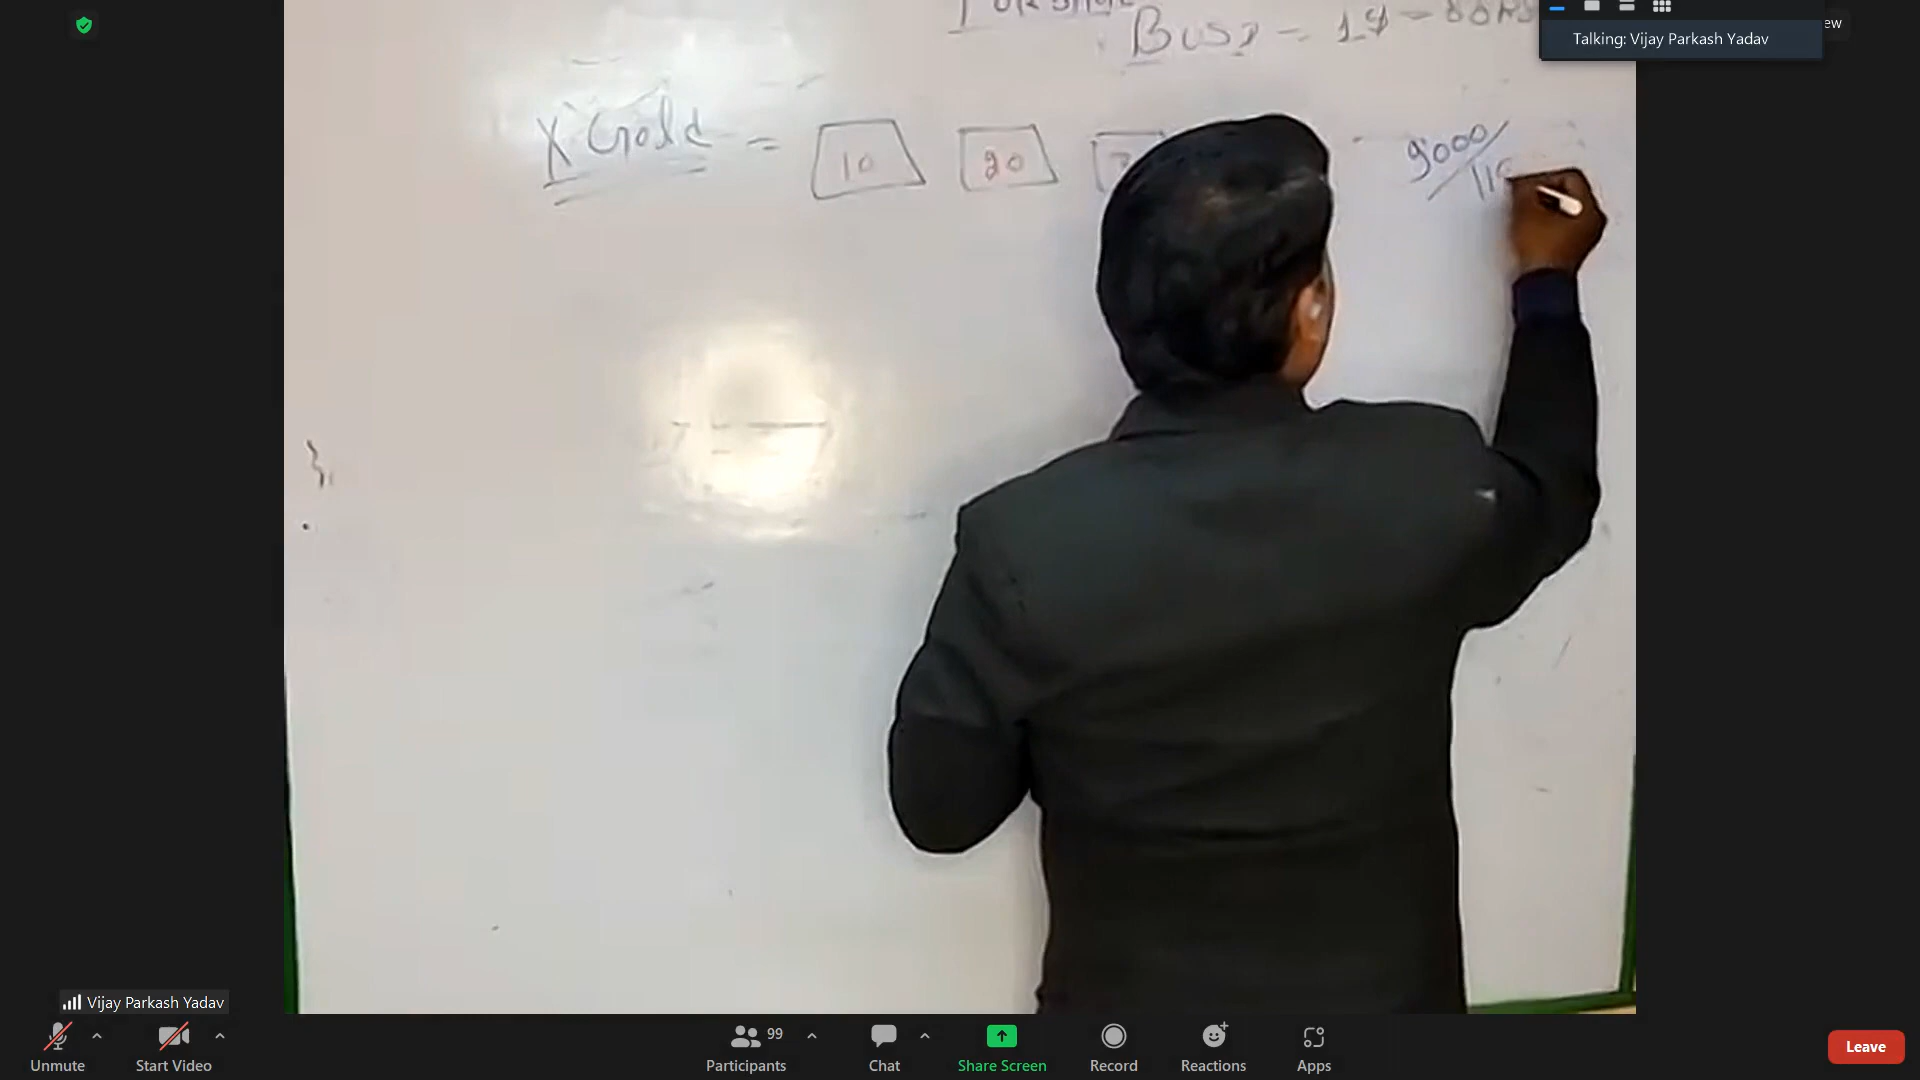 ew
Talking: Vijay Parkash Yadav
X Gold = 10 20
9000/
Vijay Parkash Yadav
Unmute
Start Video
99
Participants
Chat
Share Screen
Record
Reactions
Apps
Leave